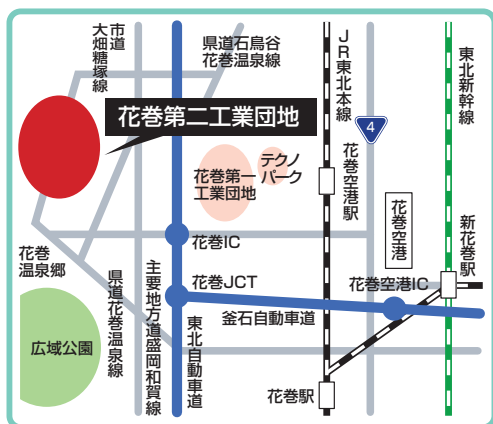 市道
大畑糖塚線
県道石鳥谷
花巻温泉線
JR東北本線
東北新幹線
花巻第二工業団地
4
テクノ
パーク
花巻第一
工業団地
花巻空港駅
花巻空港
新花巻駅
花巻IC
花巻
温泉郷
花巻JCT
花巻空港IC
釜石自動車道
県道花巻温泉線
主要地方道盛岡和賀線
東北自動車道
広域公園
花巻駅